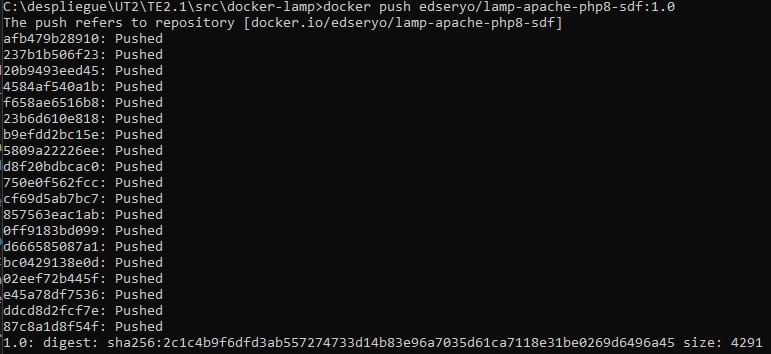 C:\despliegue\UT2\TE2.1\src\docker-lamp>docker push edseryo/lamp-apache-php8-sdf:1.0
The push refers to repository [docker.io/edseryo/lamp-apache-php8-sdf]
afb479b28910: Pushed
237b1b506f23: Pushed
20b9493eed45: Pushed
4584af540a1b: Pushed
f658ae6516b8: Pushed
23b6d610e818: Pushed
b9efdd2bc15e: Pushed
5809a22226ee: Pushed
d8f20bdbcac0: Pushed
750e0f562fcc: Pushed
cf69d5ab7bc7: Pushed
857563eac1ab: Pushed
0ff9183bd099: Pushed
d666585087a1: Pushed
bc0429138e0d: Pushed
02eef72b445f: Pushed
e45a78df7536: Pushed
ddcd8d2fcf7e: Pushed
87c8a1d8f54f: Pushed
1.0: digest: sha256:2c1c4b9f6dfd3ab557274733d14b83e96a7035d61ca7118e31be0269d6496a45 size: 4291